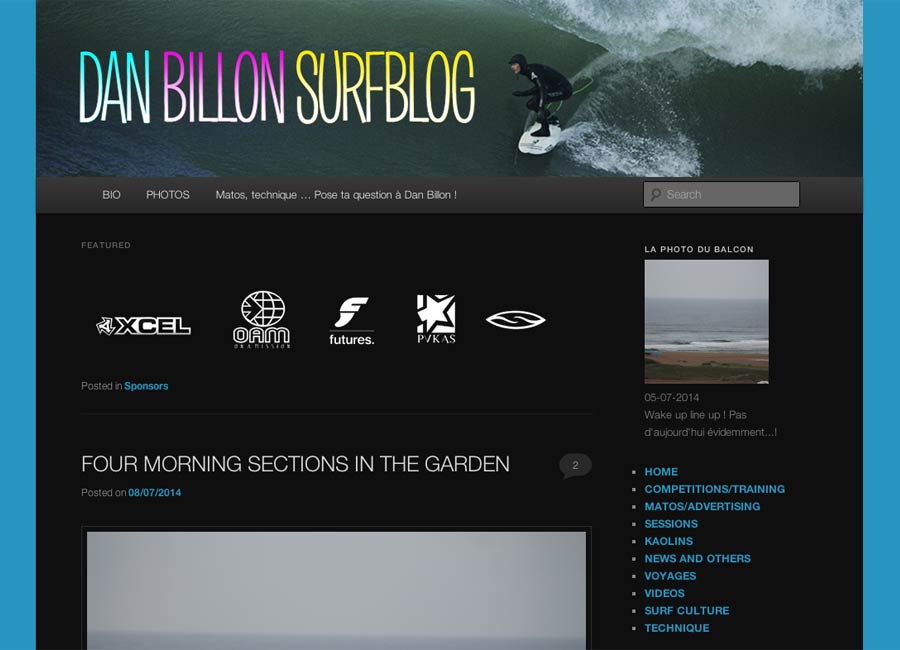 DAN BILLON SURFBLOG
BIO PHOTOS Matos, technique ... Pose ta question à Dan Billon !
Search
FEATURED
XCEL
OAM
ON A MISSION
futures.
PUKAS
Posted in Sponsors
FOUR MORNING SECTIONS IN THE GARDEN
2
Posted on 08/07/2014
LA PHOTO DU BALCON
05-07-2014
Wake up line up ! Pas
d'aujourd'hui évidemment...!
HOME
COMPETITIONS/TRAINING
MATOS/ADVERTISING
SESSIONS
KAOLINS
NEWS AND OTHERS
VOYAGES
VIDEOS
SURF CULTURE
TECHNIQUE